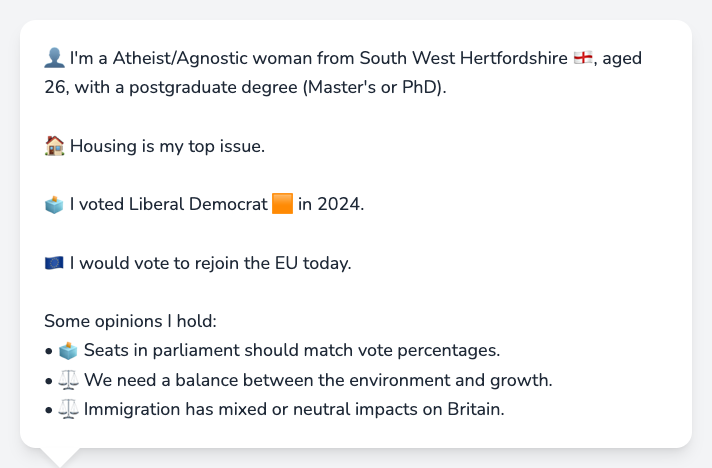 👤 I'm a Atheist/Agnostic woman from South West Hertfordshire 🏴󠁧󠁢󠁥󠁮󠁧󠁿, aged
26, with a postgraduate degree (Master's or PhD).
🏠 Housing is my top issue.
🗳️ I voted Liberal Democrat 🟧 in 2024.
🇪🇺 I would vote to rejoin the EU today.
Some opinions I hold:
• 🗳️ Seats in parliament should match vote percentages.
• ⚖️ We need a balance between the environment and growth.
• ⚖️ Immigration has mixed or neutral impacts on Britain.